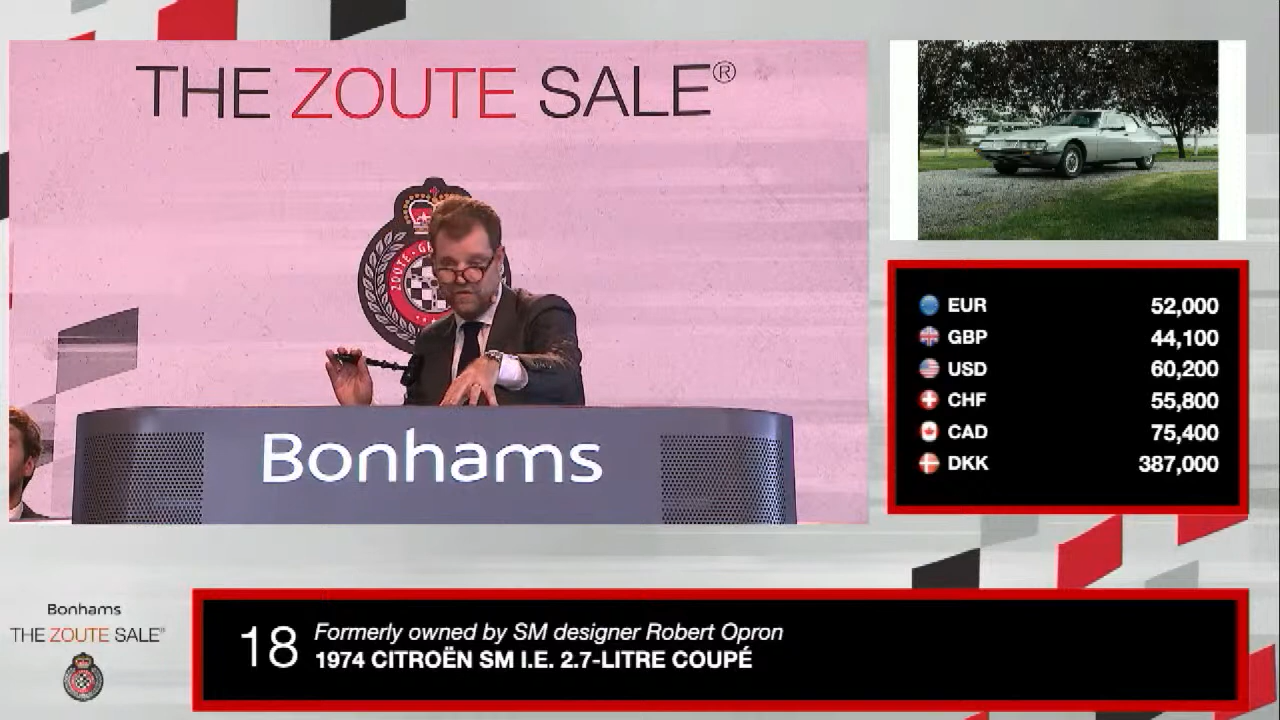 THE ZOUTE SALE®
ZOUTE
Bonhams
EUR 52,000
GBP 44,100
USD 60,200
CHF 55,800
CAD 75,400
DKK 387,000
Bonhams
THE ZOUTE SALE®
18
Formerly owned by SM designer Robert Opron
1974 CITROËN SM I.E. 2.7-LITRE COUPÉ